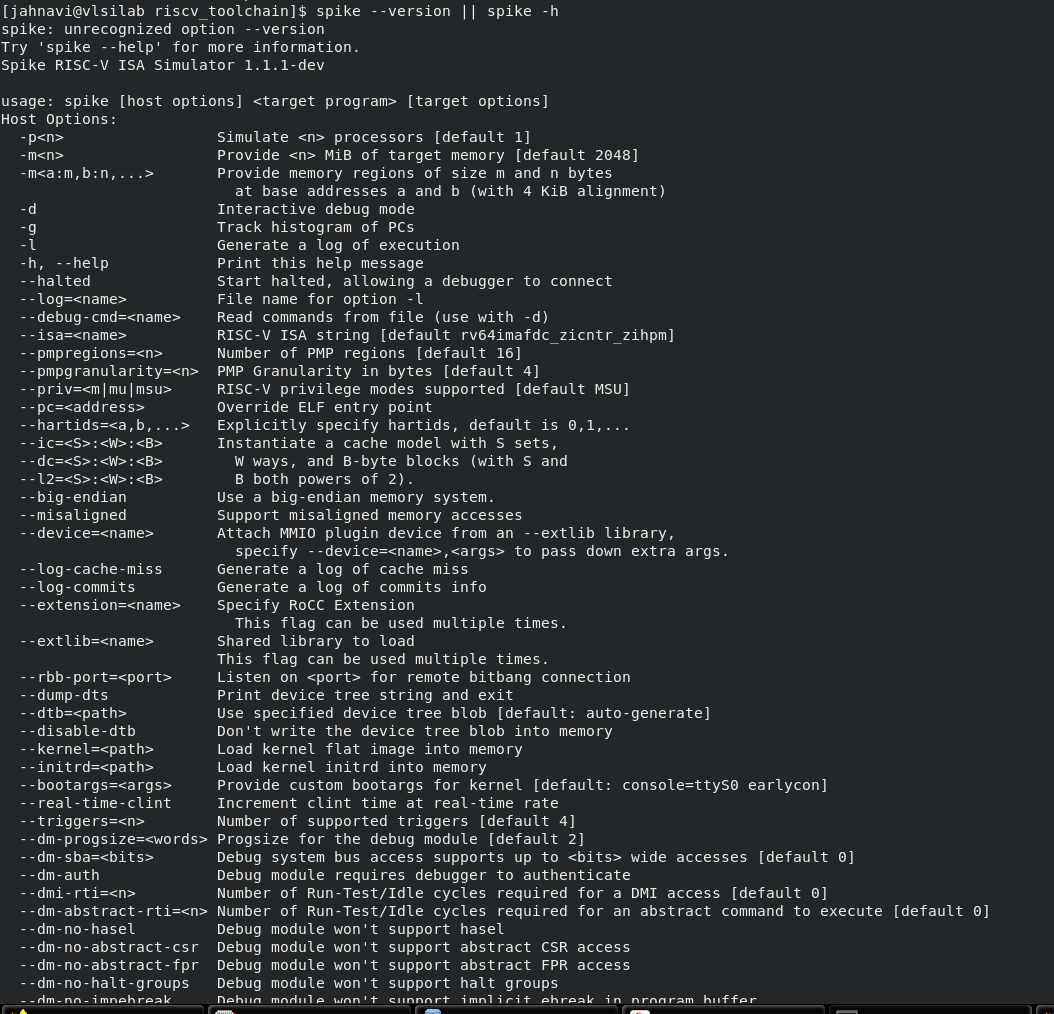 [jahnavi@vlsilab riscv_toolchain]$ spike --version || spike -h
spike: unrecognized option --version
Try 'spike --help' for more information.
Spike RISC-V ISA Simulator 1.1.1-dev

usage: spike [host options] <target program> [target options]
Host Options:
  -p<n>                 Simulate <n> processors [default 1]
  -m<n>                 Provide <n> MiB of target memory [default 2048]
  -m<a:m,b:n,...>       Provide memory regions of size m and n bytes
                          at base addresses a and b (with 4 KiB alignment)
  -d                    Interactive debug mode
  -g                    Track histogram of PCs
  -l                    Generate a log of execution
  -h, --help            Print this help message
  --halted              Start halted, allowing a debugger to connect
  --log=<name>          File name for option -l
  --debug-cmd=<name>    Read commands from file (use with -d)
  --isa=<name>          RISC-V ISA string [default rv64imafdc_zicntr_zihpm]
  --pmpregions=<n>      Number of PMP regions [default 16]
  --pmpgranularity=<n>  PMP Granularity in bytes [default 4]
  --priv=<m|mu|msu>     RISC-V privilege modes supported [default MSU]
  --pc=<address>        Override ELF entry point
  --hartids=<a,b,...>   Explicitly specify hartids, default is 0,1,...
  --ic=<S>:<W>:<B>      Instantiate a cache model with S sets,
  --dc=<S>:<W>:<B>        W ways, and B-byte blocks (with S and
  --l2=<S>:<W>:<B>        B both powers of 2).
  --big-endian          Use a big-endian memory system.
  --misaligned          Support misaligned memory accesses
  --device=<name>       Attach MMIO plugin device from an --extlib library,
                          specify --device=<name>,<args> to pass down extra args.
  --log-cache-miss      Generate a log of cache miss
  --log-commits         Generate a log of commits info
  --extension=<name>    Specify RoCC Extension
                          This flag can be used multiple times.
  --extlib=<name>       Shared library to load
                        This flag can be used multiple times.
  --rbb-port=<port>     Listen on <port> for remote bitbang connection
  --dump-dts            Print device tree string and exit
  --dtb=<path>          Use specified device tree blob [default: auto-generate]
  --disable-dtb         Don't write the device tree blob into memory
  --kernel=<path>       Load kernel flat image into memory
  --initrd=<path>       Load kernel initrd into memory
  --bootargs=<args>     Provide custom bootargs for kernel [default: console=ttyS0 earlycon]
  --real-time-clint     Increment clint time at real-time rate
  --triggers=<n>        Number of supported triggers [default 4]
  --dm-progsize=<words> Progsize for the debug module [default 2]
  --dm-sba=<bits>       Debug system bus access supports up to <bits> wide accesses [default 0]
  --dm-auth             Debug module requires debugger to authenticate
  --dmi-rti=<n>         Number of Run-Test/Idle cycles required for a DMI access [default 0]
  --dm-abstract-rti=<n> Number of Run-Test/Idle cycles required for an abstract command to execute [default 0]
  --dm-no-hasel         Debug module won't support hasel
  --dm-no-abstract-csr  Debug module won't support abstract CSR access
  --dm-no-abstract-fpr  Debug module won't support abstract FPR access
  --dm-no-halt-groups   Debug module won't support halt groups
  --dm-no-impebreak     Debug module won't support implicit ebreak in program buffer